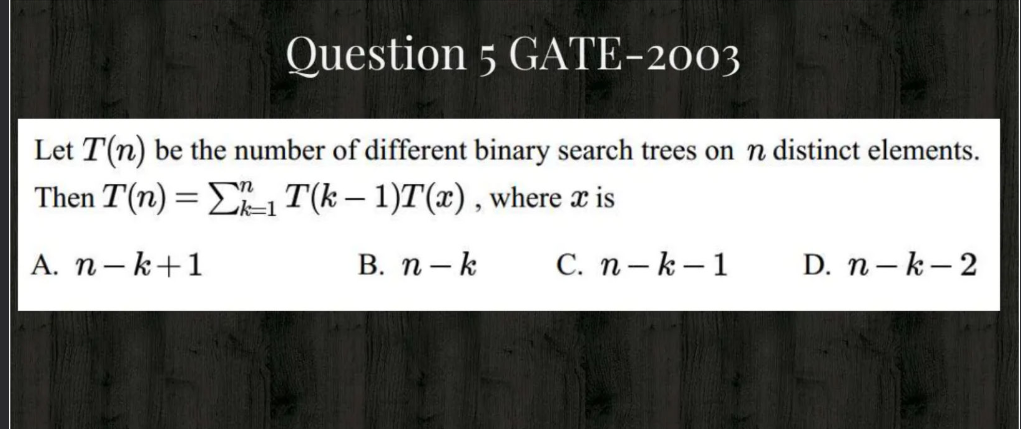 Question 5 GATE-2003
Let T(n) be the number of different binary search trees on n distinct elements.
Then T(n) = ∑ⁿₖ₌₁ T(k – 1)T(x) , where x is
A. n – k + 1 B. n – k C. n – k – 1 D. n – k – 2